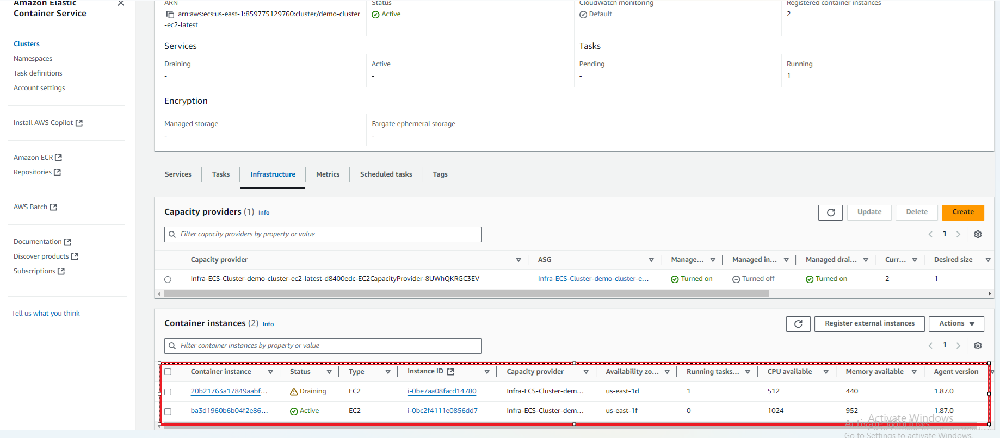 Amazon Elastic
Container Service
Clusters
Namespaces
Task definitions
Account settings
Install AWS Copilot
Amazon ECR
Repositories
AWS Batch
Documentation
Discover products
Subscriptions
Tell us what you think
ARN
arn:aws:ecs:us-east-1:859775129760:cluster/demo-cluster
-ec2-latest
Status
Active
CloudWatch monitoring
Default
Registered container instances
2
Services
Tasks
Draining
-
Active
-
Pending
-
Running
1
Encryption
Managed storage
-
Fargate ephemeral storage
-
Services Tasks Infrastructure Metrics Scheduled tasks Tags
Capacity providers (1) Info
Update Delete Create
Filter capacity providers by property or value
1
Capacity provider ASG Manage... Managed in... Managed drai... Curr... Desired size
Infra-ECS-Cluster-demo-cluster-ec2-latest-d8400edc-EC2CapacityProvider-8UWhQKRGC3EV Infra-ECS-Cluster-demo-cluster-e... Turned on Turned off Turned on 2 1
Container instances (2) Info
Register external instances Actions
Filter container instances by property or value
1
Container instance Status Type Instance ID Capacity provider Availability zo... Running tasks... CPU available Memory available Agent version
20b21763a17849aabf... Draining EC2 i-0be7aa08facd14780 Infra-ECS-Cluster-dem... us-east-1d 1 512 440 1.87.0
ba3d1960b6b04f2e86... Active EC2 i-0bc2f4111e0856dd7 Infra-ECS-Cluster-dem... us-east-1f 0 1024 952 1.87.0
Activate Windows
Go to Settings to activate Windows.